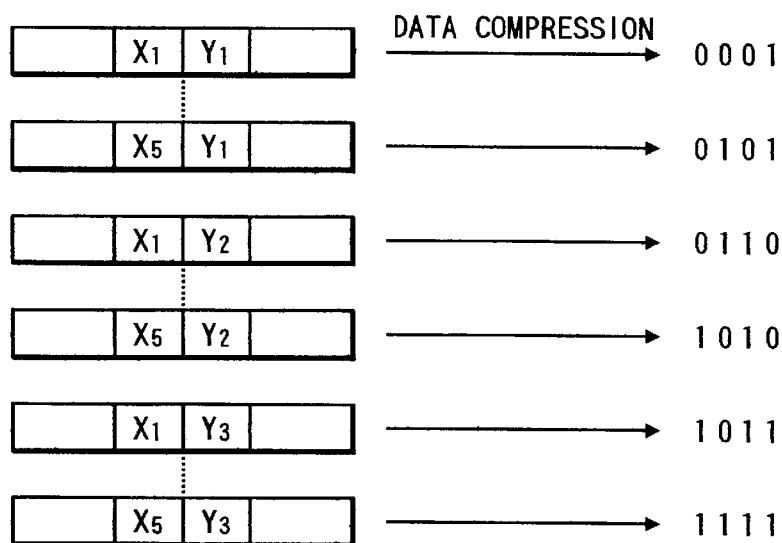 DATA COMPRESSION
X1 Y1 0001
X5 Y1 0101
X1 Y2 0110
X5 Y2 1010
X1 Y3 1011
X5 Y3 1111